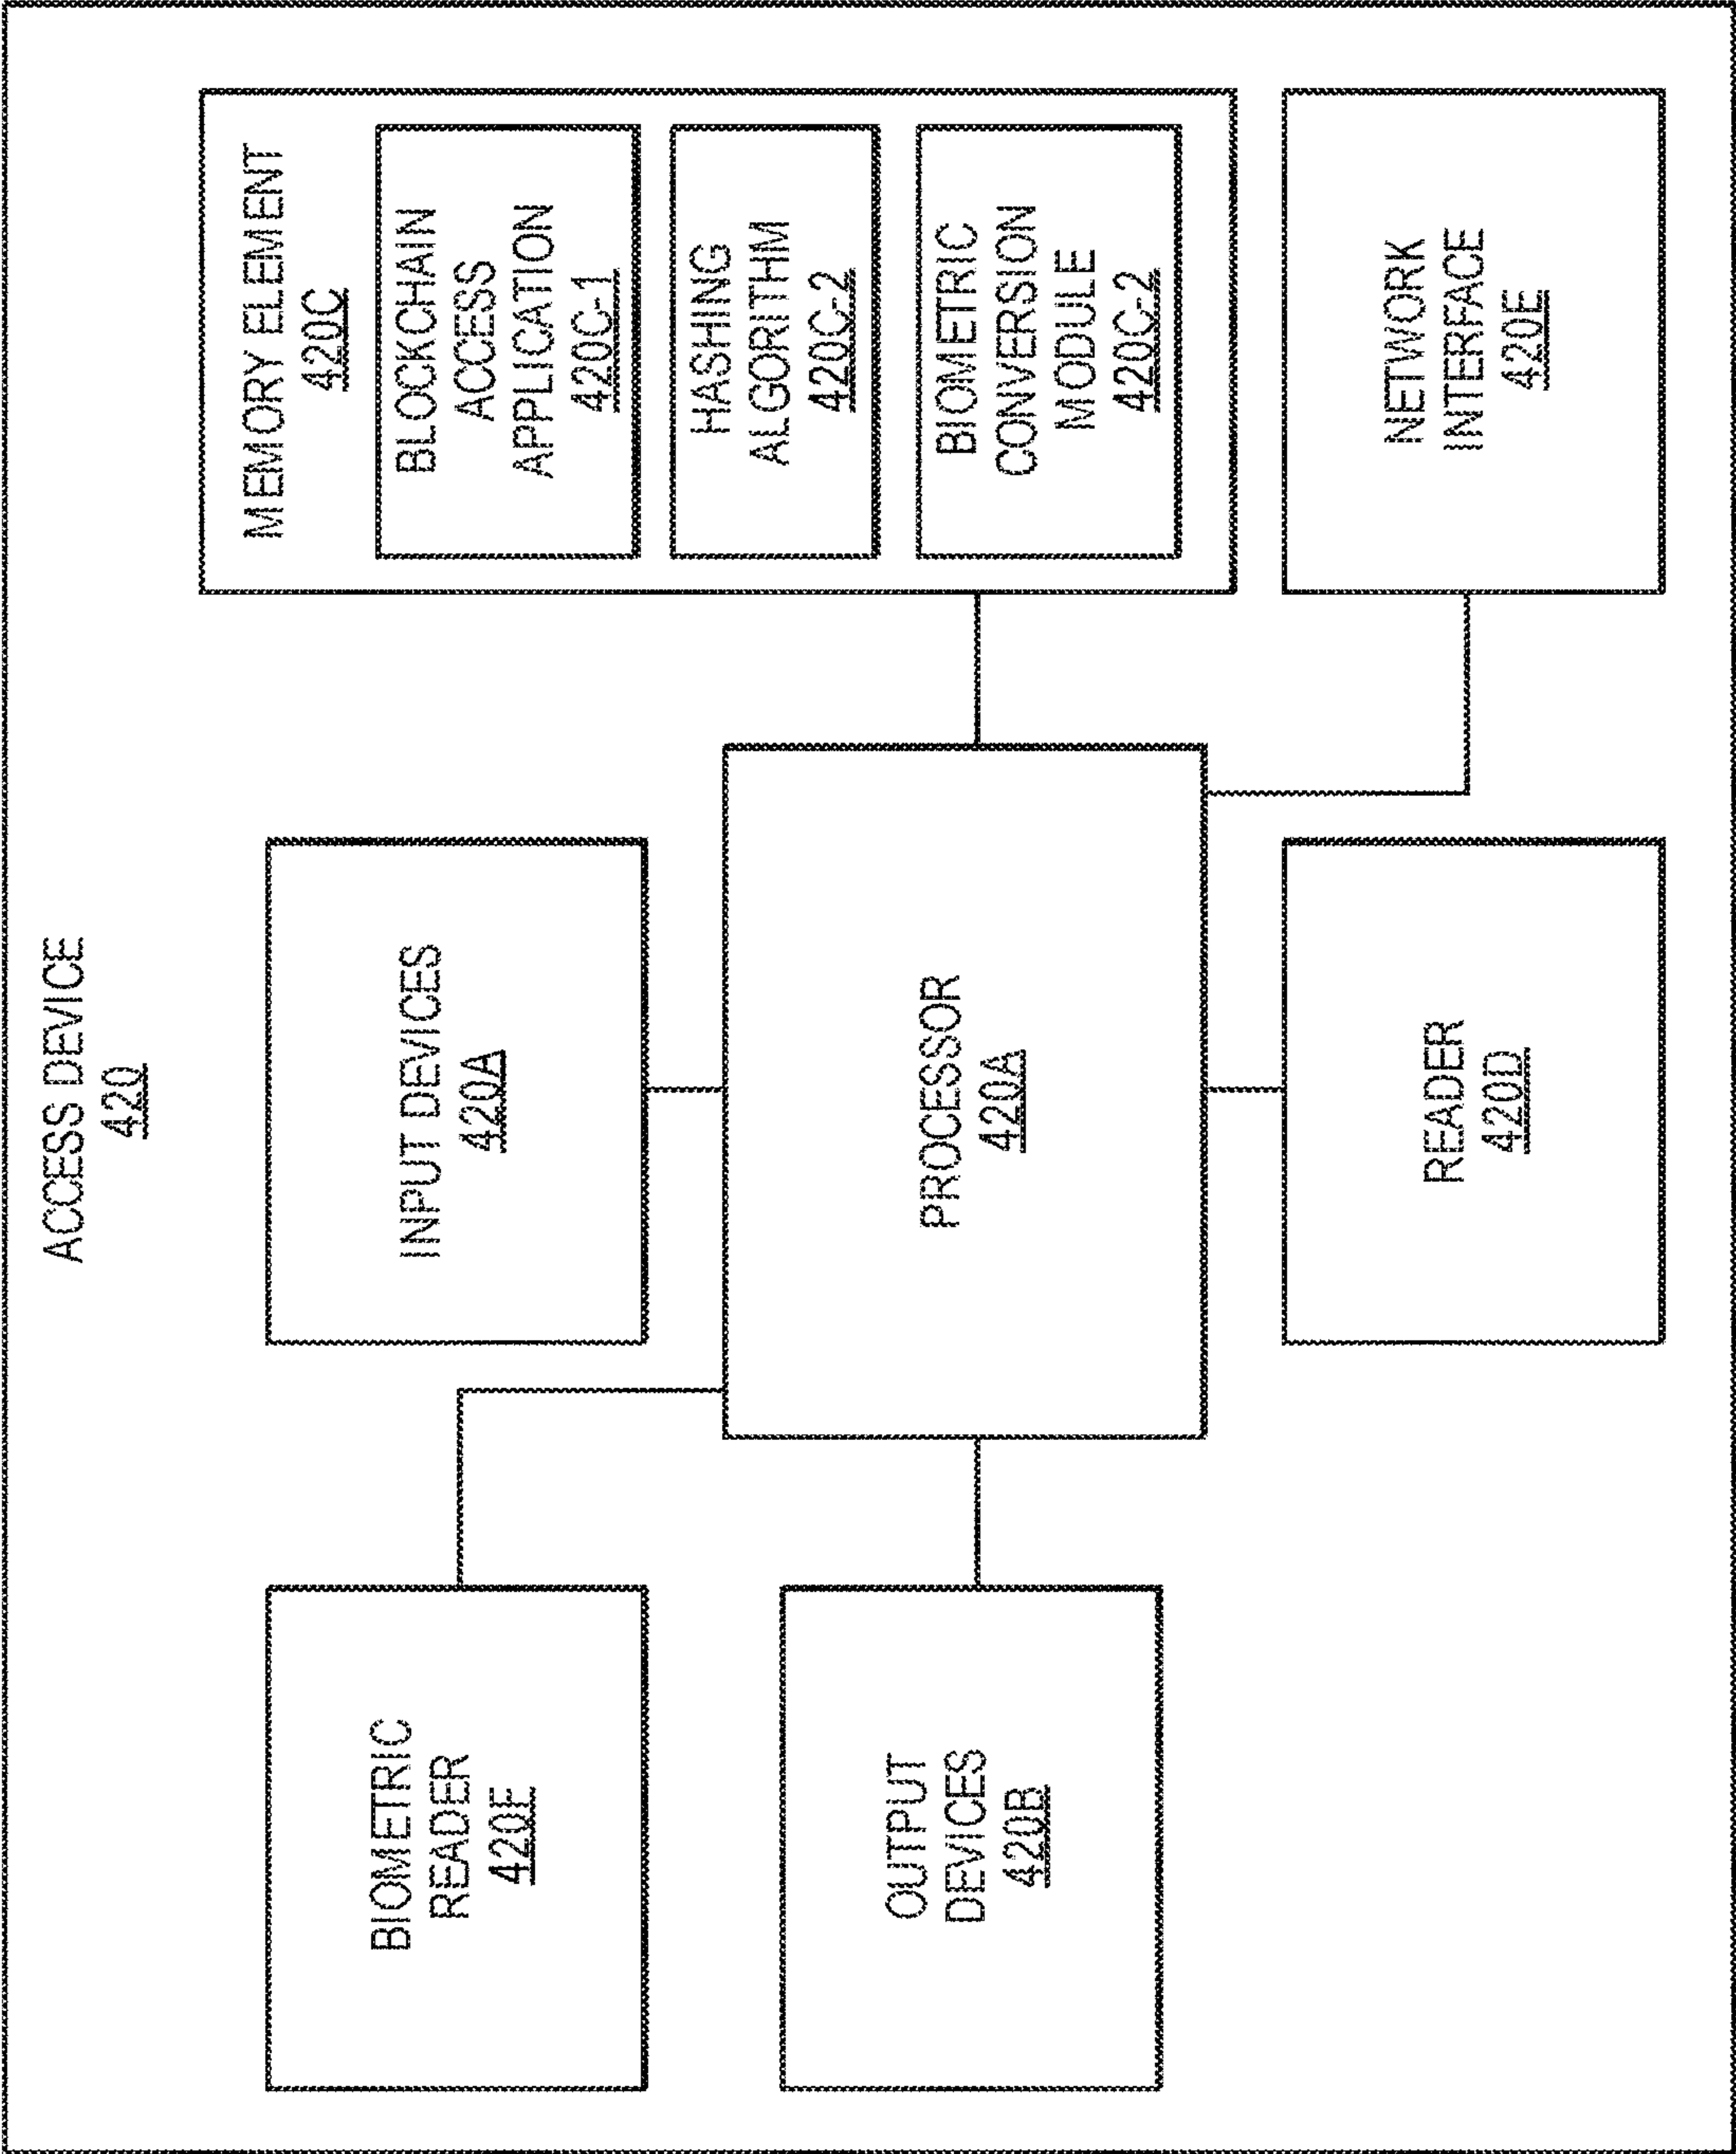 ACCESS DEVICE
420
BIOMETRIC
READER
420F
INPUT DEVICES
420A
MEMORY ELEMENT
420C
BLOCKCHAIN
ACCESS
APPLICATION
420C-1
HASHING
ALGORITHM
420C-2
BIOMETRIC
CONVERSION
MODULE
420C-2
OUTPUT
DEVICES
420B
PROCESSOR
420A
READER
420D
NETWORK
INTERFACE
420E